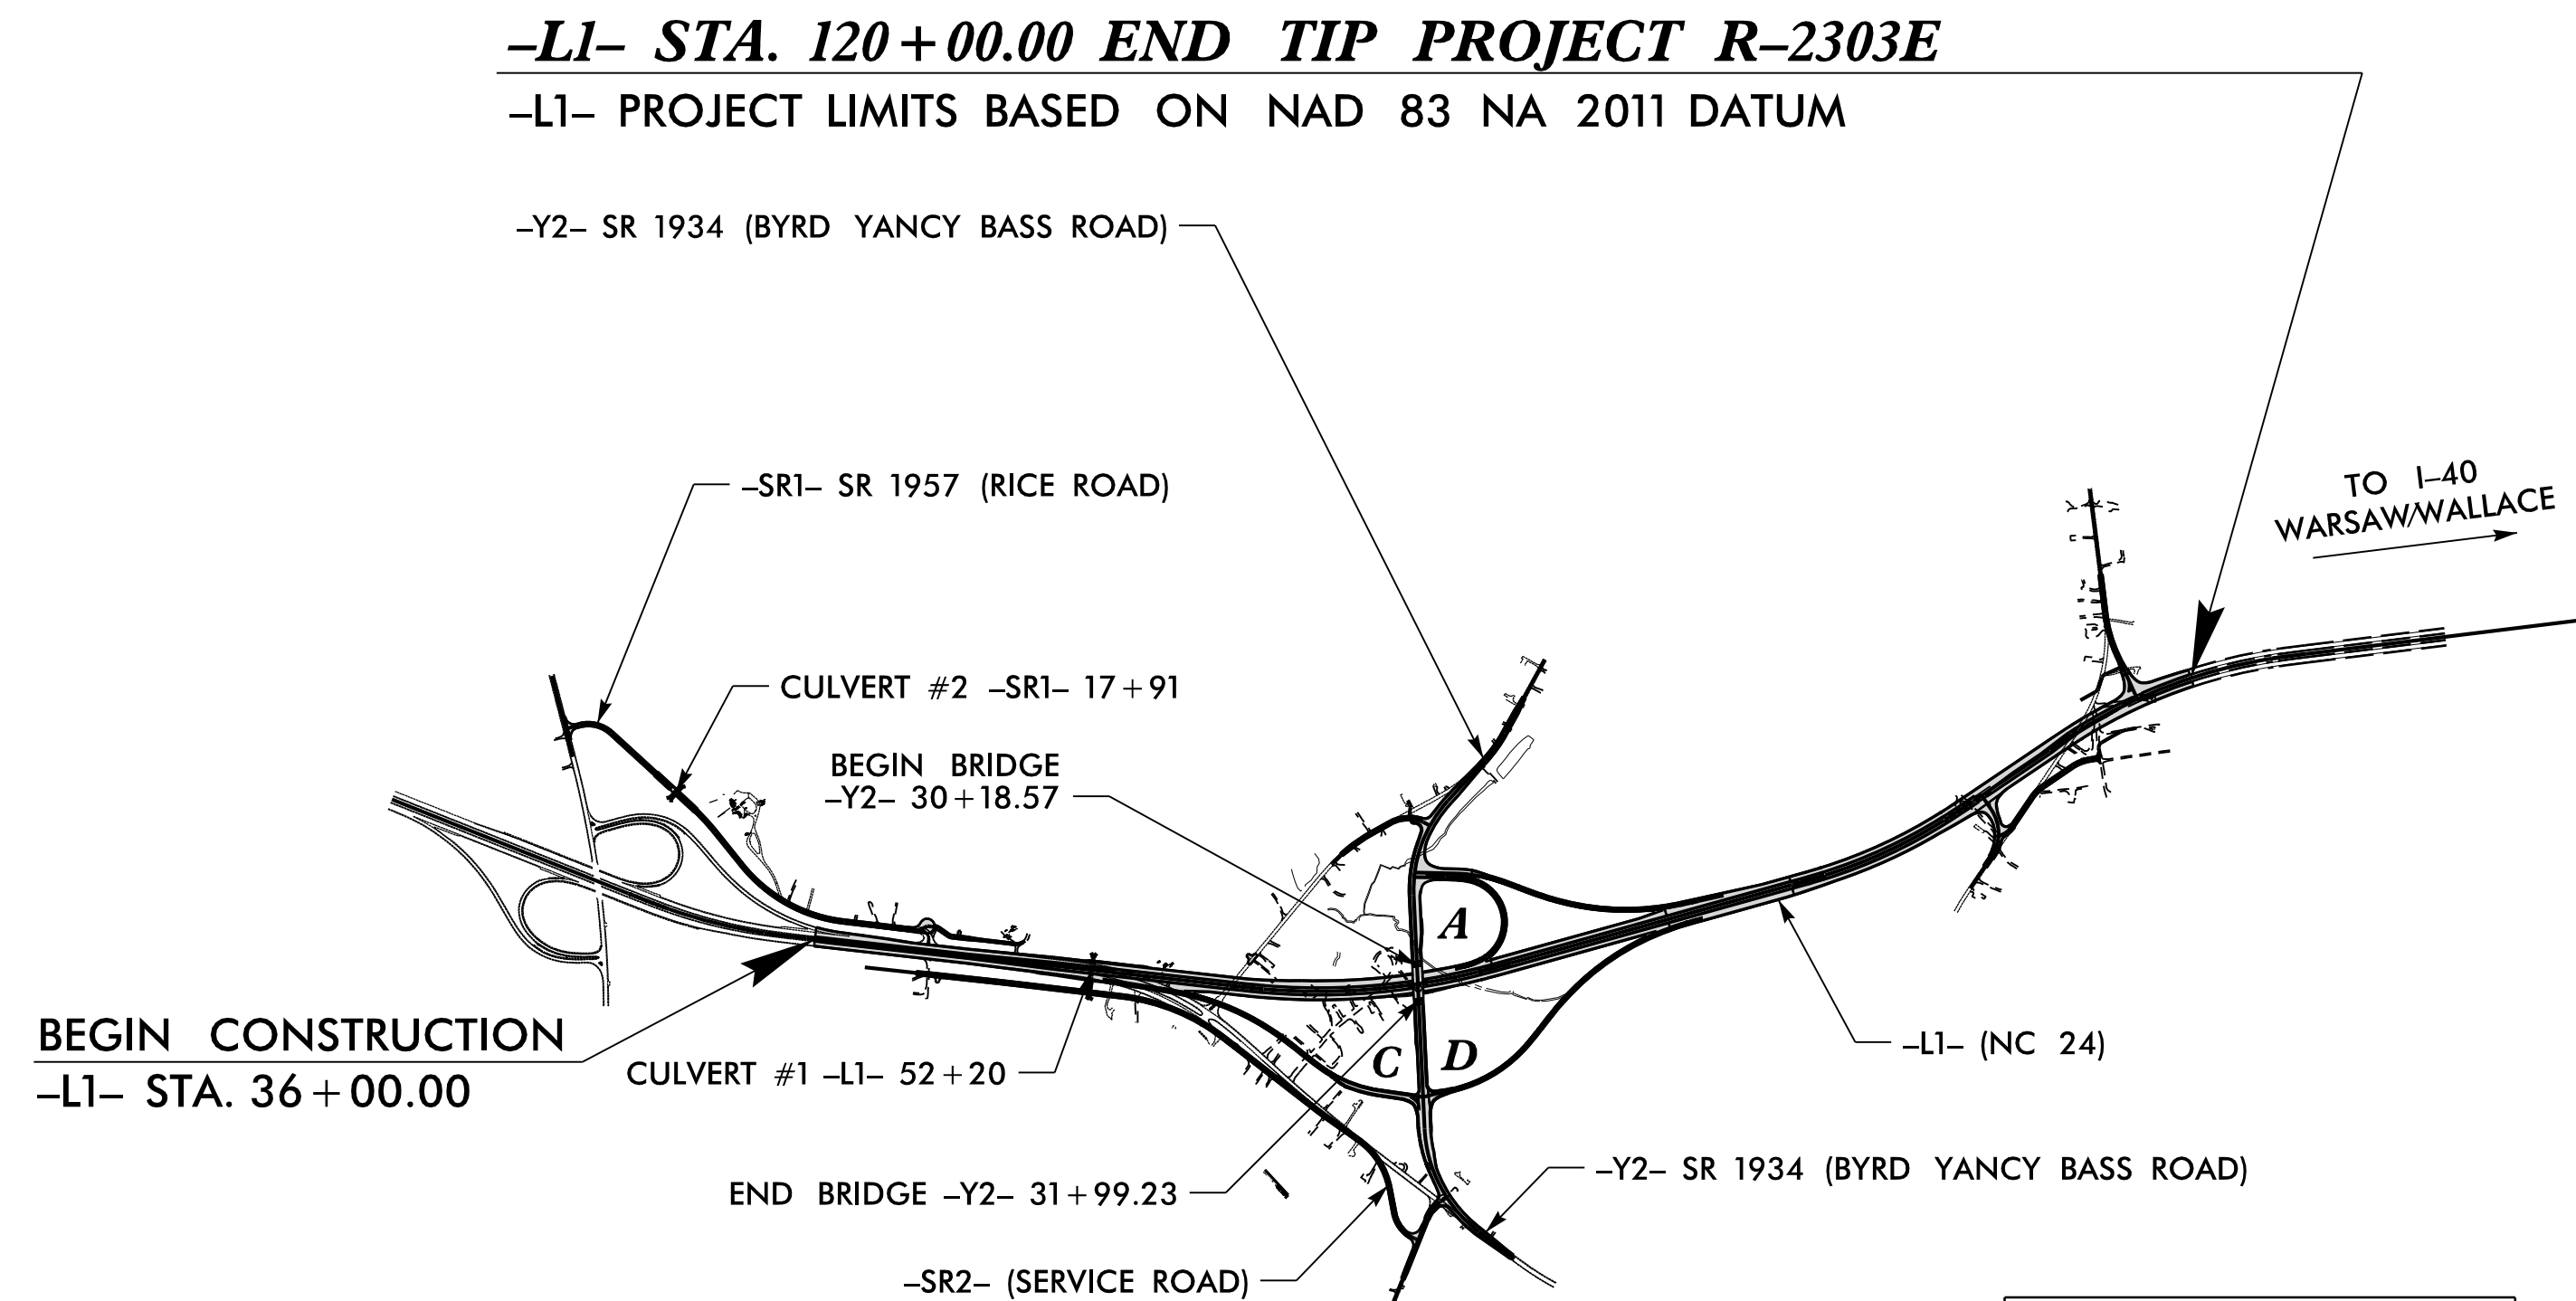 –L1– STA. 120+00.00 END TIP PROJECT R–2303E
–L1– PROJECT LIMITS BASED ON NAD 83 NA 2011 DATUM
–Y2– SR 1934 (BYRD YANCY BASS ROAD)
–SR1– SR 1957 (RICE ROAD)
TO I–40
WARSAW/WALLACE
CULVERT #2 –SR1– 17+91
BEGIN BRIDGE
–Y2– 30+18.57
A
BEGIN CONSTRUCTION
–L1– STA. 36+00.00
CULVERT #1 –L1– 52+20
C
D
–L1– (NC 24)
END BRIDGE –Y2– 31+99.23
–Y2– SR 1934 (BYRD YANCY BASS ROAD)
–SR2– (SERVICE ROAD)